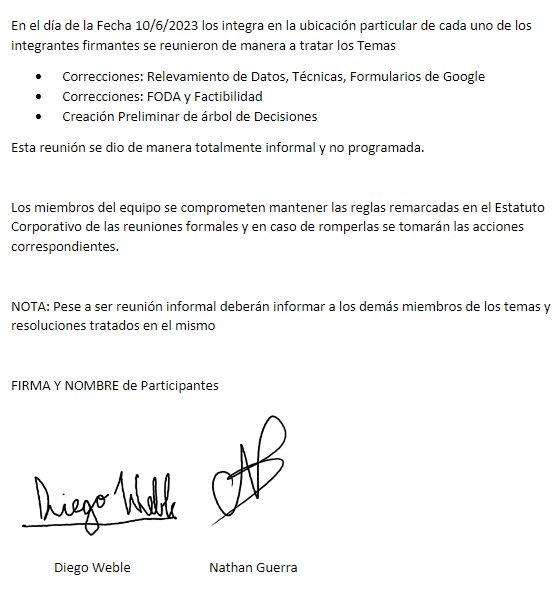 En el día de la Fecha 10/6/2023 los integra en la ubicación particular de cada uno de los
integrantes firmantes se reunieron de manera a tratar los Temas
• Correcciones: Relevamiento de Datos, Técnicas, Formularios de Google
• Correcciones: FODA y Factibilidad
• Creación Preliminar de árbol de Decisiones
Esta reunión se dio de manera totalmente informal y no programada.
Los miembros del equipo se comprometen mantener las reglas remarcadas en el Estatuto
Corporativo de las reuniones formales y en caso de romperlas se tomarán las acciones
correspondientes.
NOTA: Pese a ser reunión informal deberán informar a los demás miembros de los temas y
resoluciones tratados en el mismo
FIRMA Y NOMBRE de Participantes
Diego Weble
Diego Weble Nathan Guerra